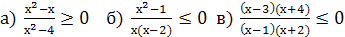 а) (x²−x)/(x²−4) ≥ 0 б) (x²−1)/(x(x−2)) ≤ 0 в) ((x−3)(x+4))/((x−1)(x+2)) ≤ 0